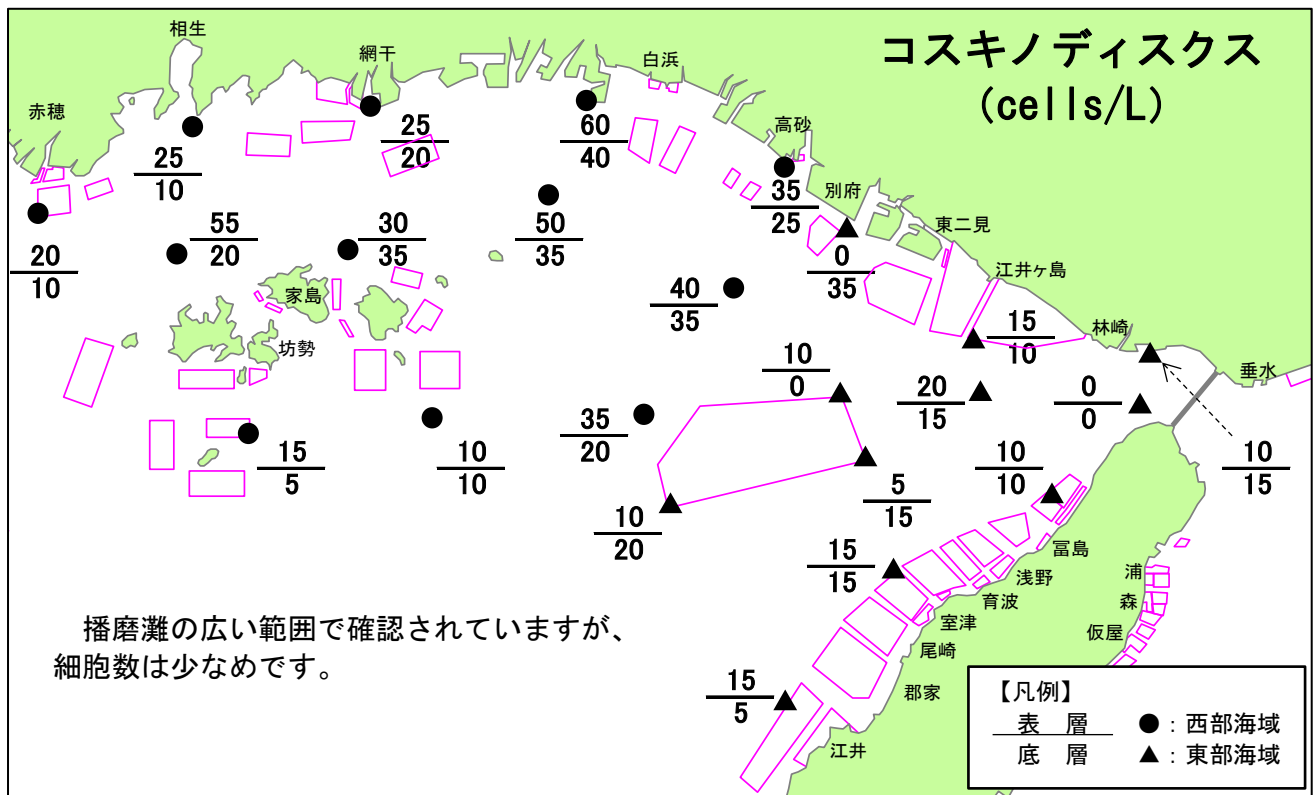 コスキノディスクス
(cells/L)
相生
網干
白浜
赤穂
高砂
別府
東二見
江井ヶ島
林崎
垂水
家島
坊勢
25
10
25
20
60
40
35
25
20
10
55
20
30
35
50
35
0
35
40
35
15
10
10
0
20
15
0
0
35
20
15
5
10
10
10
10
10
15
5
15
10
20
15
15
15
5
冨島
浅野
育波
室津
尾崎
郡家
江井
浦
森
仮屋
播磨灘の広い範囲で確認されていますが、
細胞数は少なめです。
【凡例】
表 層 ●：西部海域
底 層 ▲：東部海域